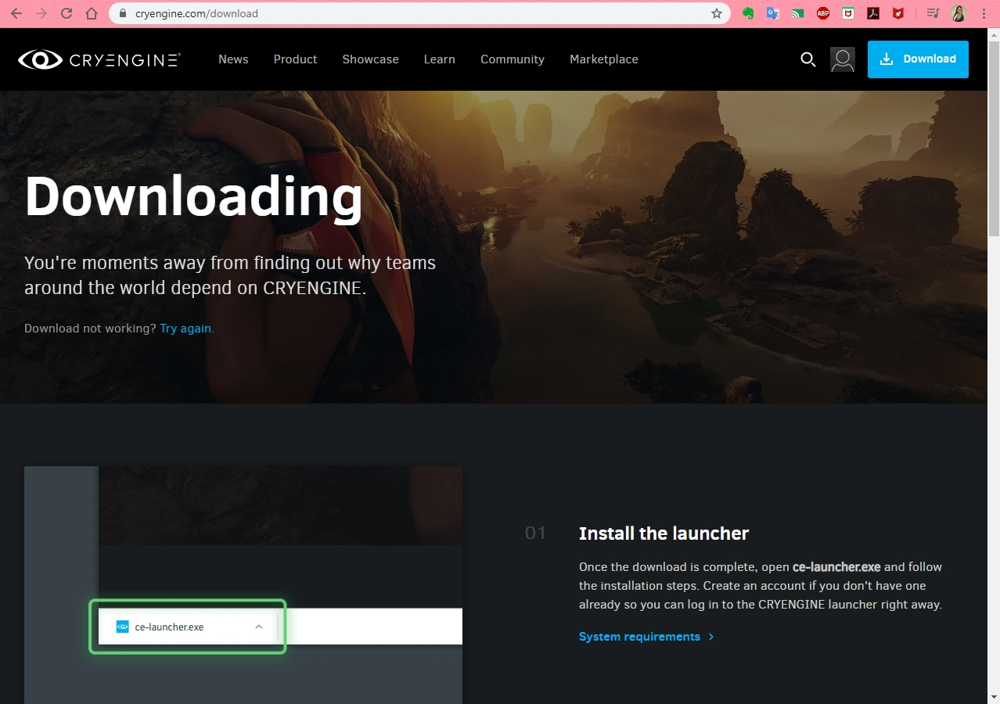 cryengine.com/download
ABP
CRYENGINE®
News
Product
Showcase
Learn
Community
Marketplace
Download
Downloading
You're moments away from finding out why teams
around the world depend on CRYENGINE.
Download not working? Try again.
01
Install the launcher
Once the download is complete, open ce-launcher.exe and follow
the installation steps. Create an account if you don't have one
already so you can log in to the CRYENGINE launcher right away.
System requirements
ce-launcher.exe